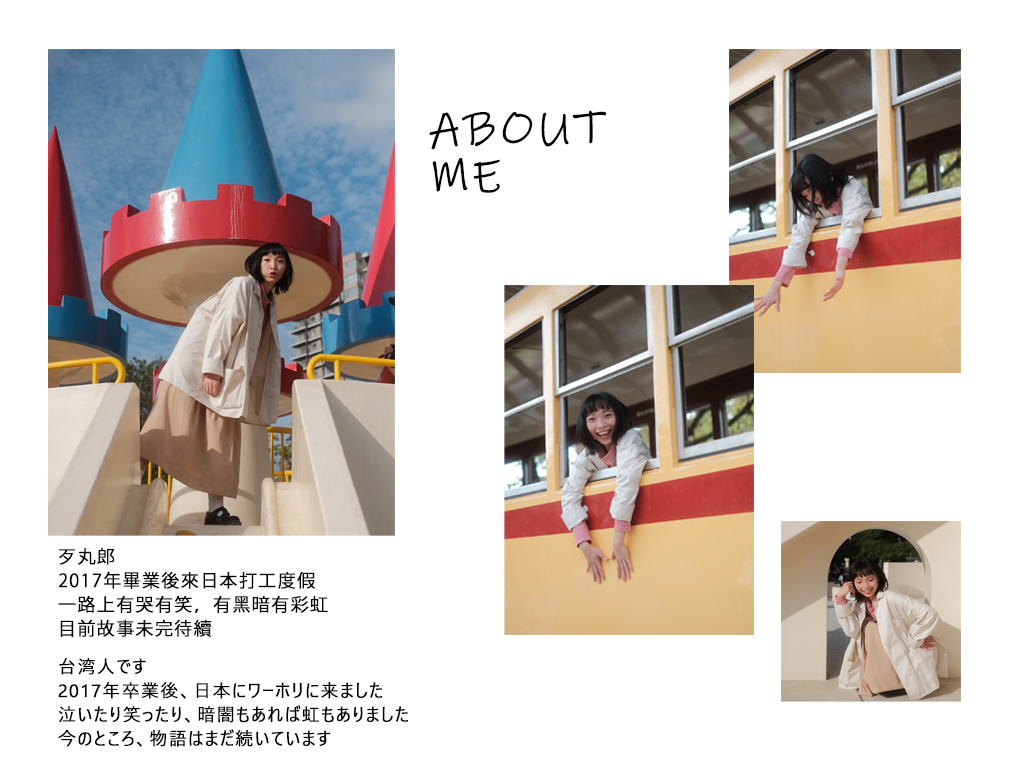 ABOUT
ME
歹丸郎
2017年畢業後來日本打工度假
一路上有哭有笑，有黑暗有彩虹
目前故事未完待續
台湾人です
2017年卒業後、日本にワーホリに来ました
泣いたり笑ったり、暗闇もあれば虹もありました
今のところ、物語はまだ続いています